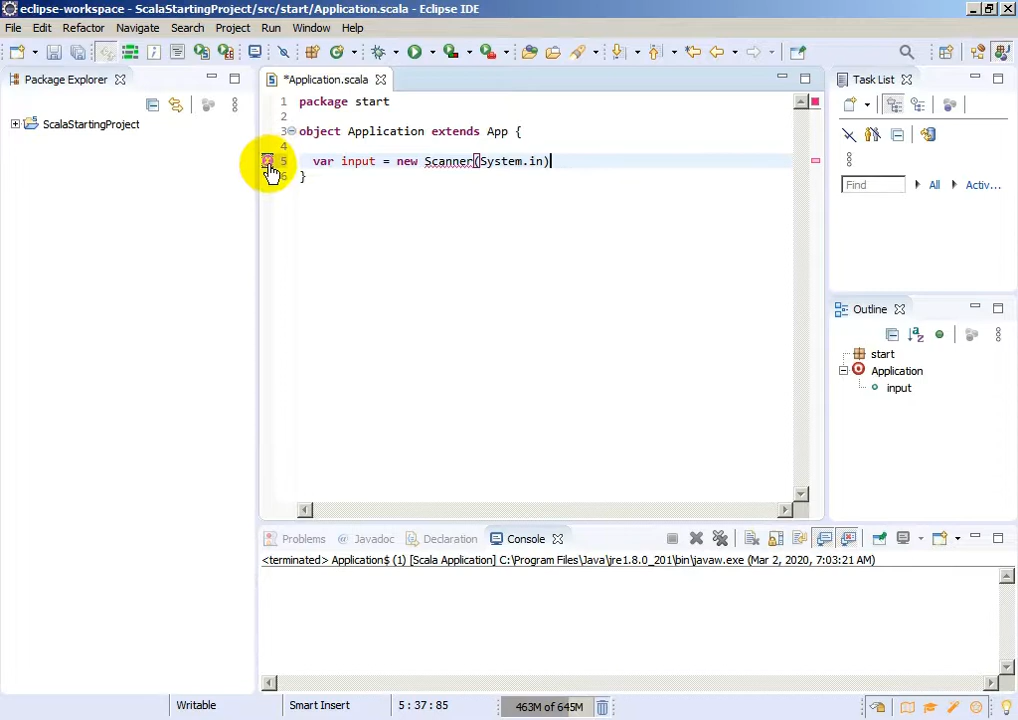 eclipse-workspace - ScalaStartingProject/src/start/Application.scala - Eclipse IDE
File Edit Refactor Navigate Search Project Run Window Help
Package Explorer
ScalaStartingProject
*Application.scala
1 package start
2
3 object Application extends App {
4
5 var input = new Scanner(System.in)
6 }
Task List
Find All Activ...
Outline
start
Application
input
Problems @ Javadoc Declaration Console
<terminated> Application$ (1) [Scala Application] C:\Program Files\Java\jre1.8.0_201\bin\javaw.exe (Mar 2, 2020, 7:03:21 AM)
Writable Smart Insert 5 : 37 : 85 463M of 645M